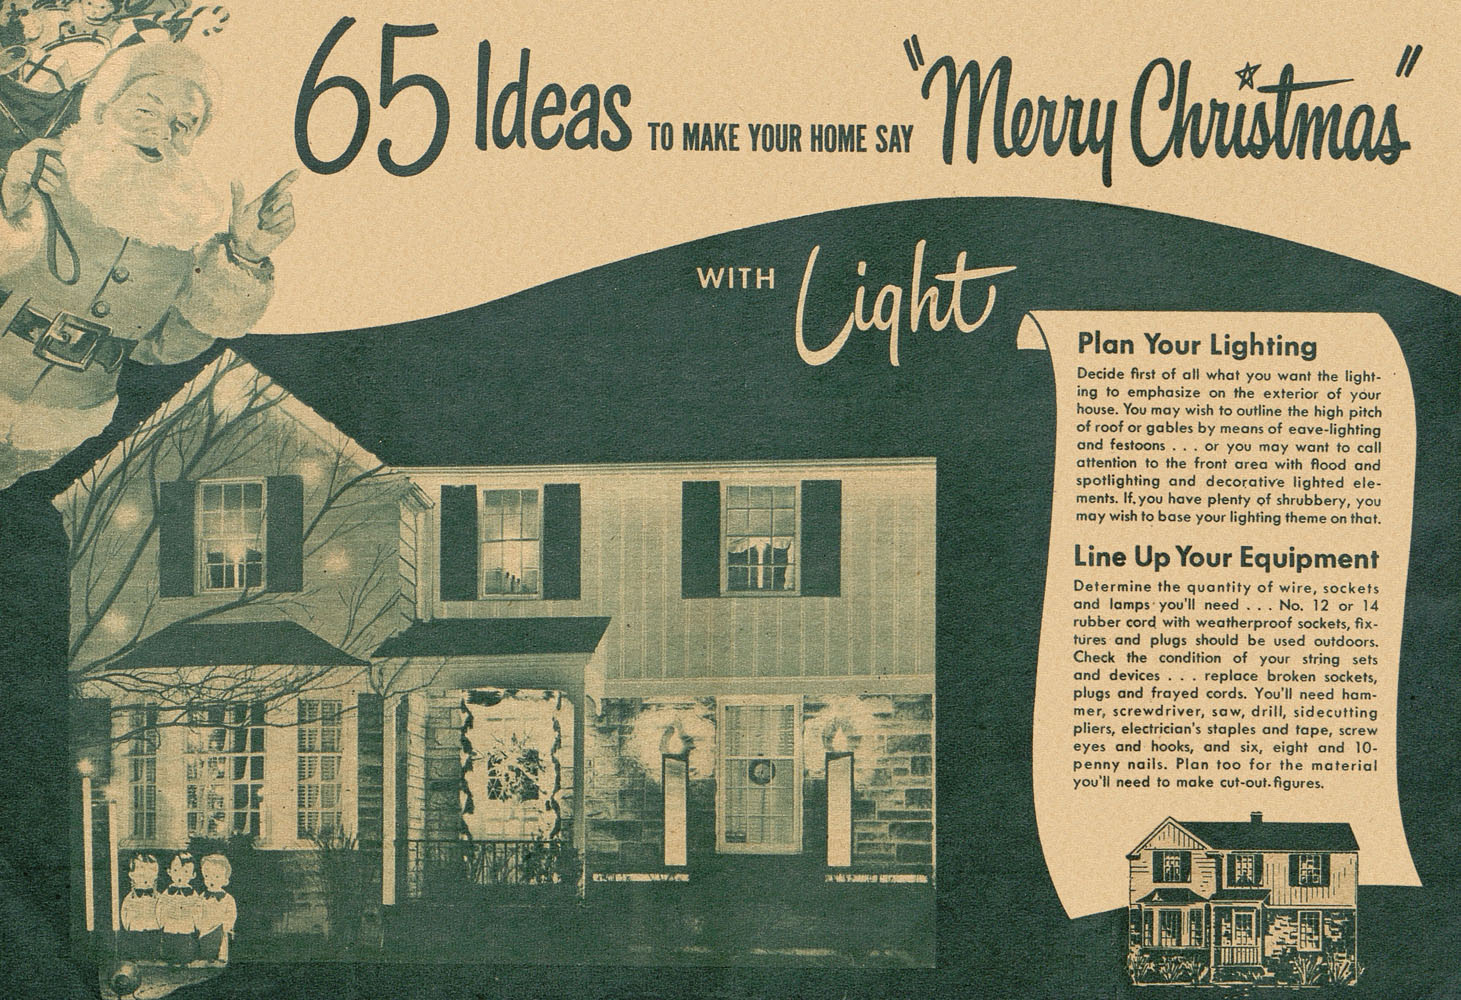 65 Ideas TO MAKE YOUR HOME SAY "Merry Christmas"
WITH Light
Plan Your Lighting
Decide first of all what you want the light-
ing to emphasize on the exterior of your
house. You may wish to outline the high pitch
of roof or gables by means of eave-lighting
and festoons . . . or you may want to call
attention to the front area with flood and
spotlighting and decorative lighted ele-
ments. If you have plenty of shrubbery, you
may wish to base your lighting theme on that.
Line Up Your Equipment
Determine the quantity of wire, sockets
and lamps you'll need . . . No. 12 or 14
rubber cord with weatherproof sockets, fix-
tures and plugs should be used outdoors.
Check the condition of your string sets
and devices . . . replace broken sockets,
plugs and frayed cords. You'll need ham-
mer, screwdriver, saw, drill, sidecutting
pliers, electrician's staples and tape, screw
eyes and hooks, and six, eight and 10-
penny nails. Plan too for the material
you'll need to make cut-out figures.